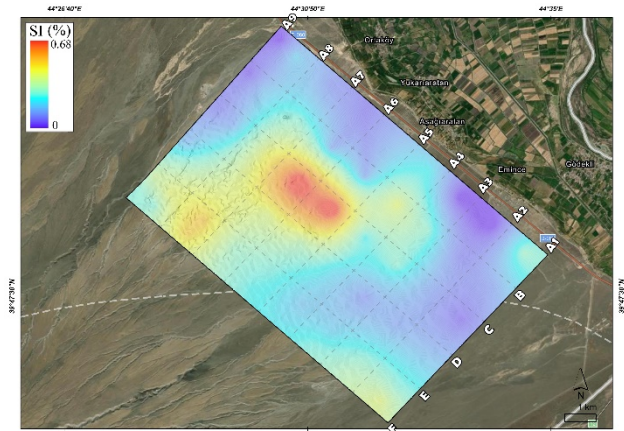 44°26'40"E
44°30'50"E
44°35'E
SI (%)
0.68
0
A9
A8
A7
A6
A5
A4
A3
A2
A1
B
C
D
E
F
Ortaköy
Yukarıaratan
Aşağıaratan
Emince
Gödekli
39°47'30"N
39°47'30"N
N
1 km